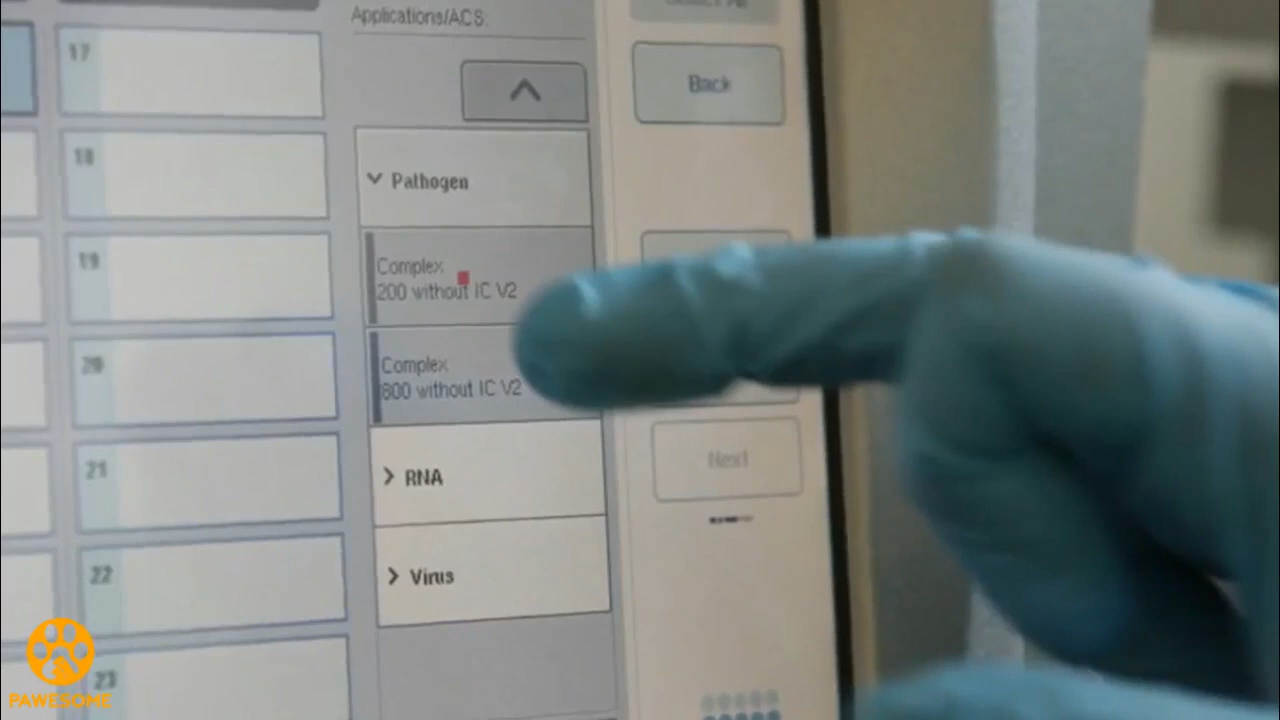 Applications/ACS:
17
Back
18
Pathogen
19
Complex
200 without IC V2
20
Complex
800 without IC V2
21
RNA
Next
22
Virus
23
PAWESOME